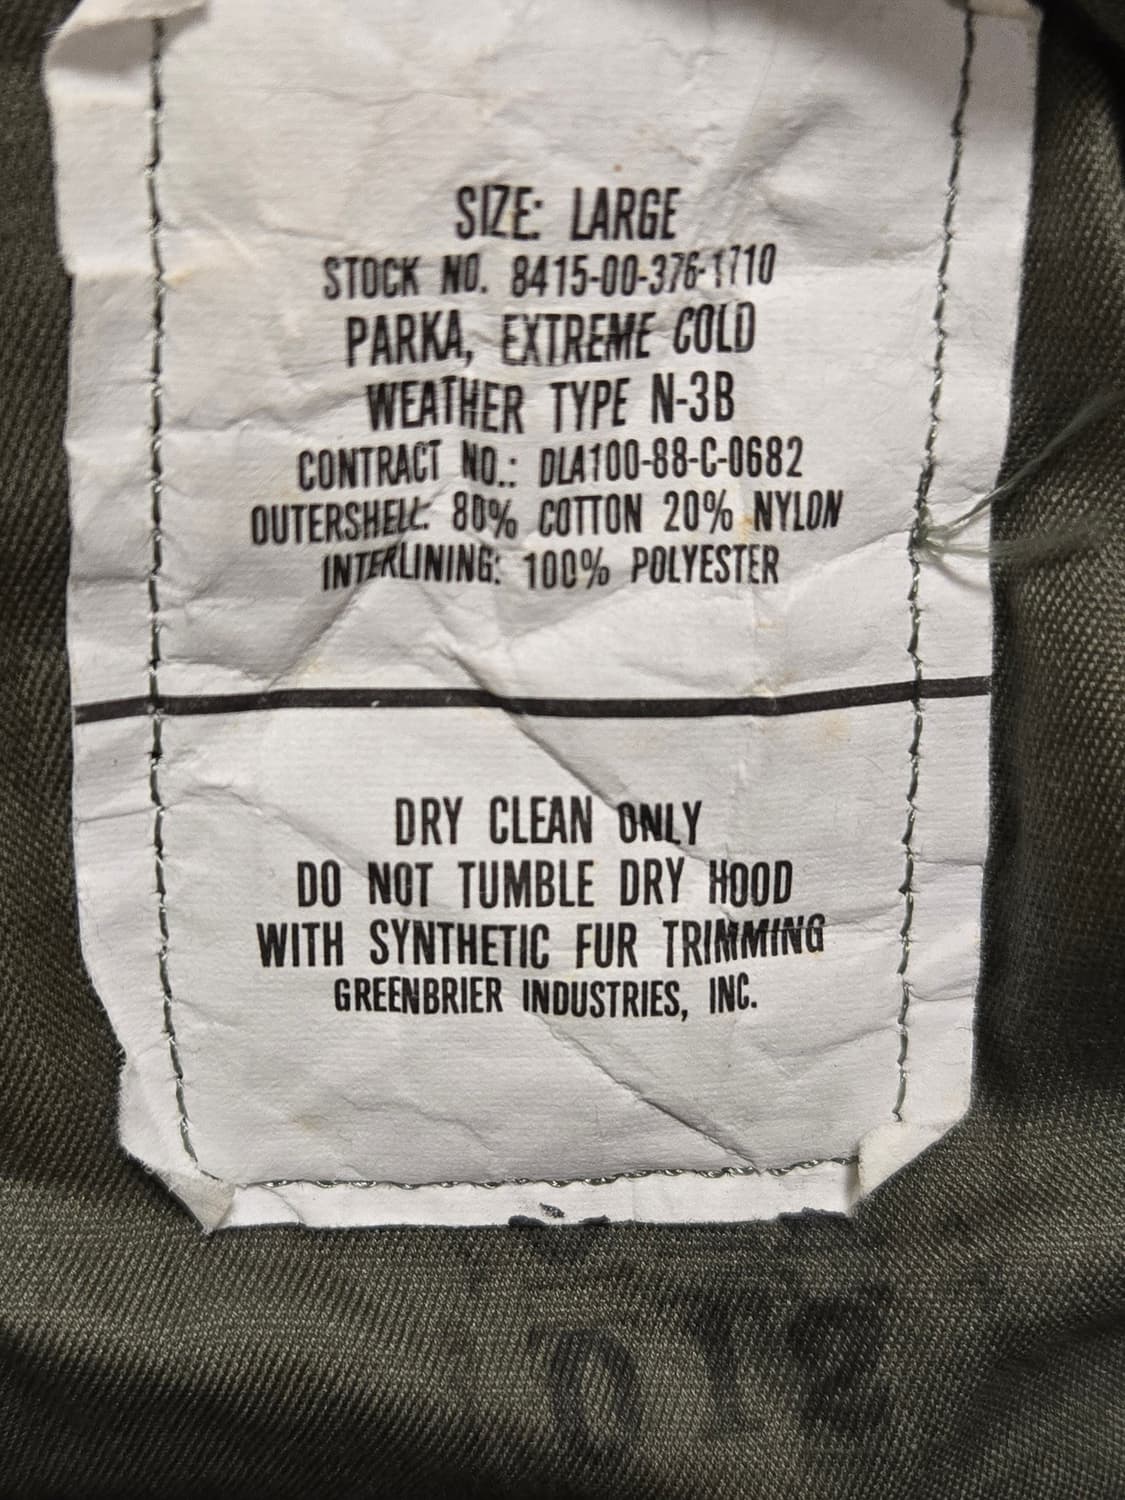 SIZE: LARGE
STOCK NO. 8415-00-376-1710
PARKA, EXTREME COLD
WEATHER TYPE N-3B
CONTRACT NO.: DLA100-88-C-0682
OUTERSHELL: 80% COTTON 20% NYLON
INTERLINING: 100% POLYESTER
DRY CLEAN ONLY
DO NOT TUMBLE DRY HOOD
WITH SYNTHETIC FUR TRIMMING
GREENBRIER INDUSTRIES, INC.